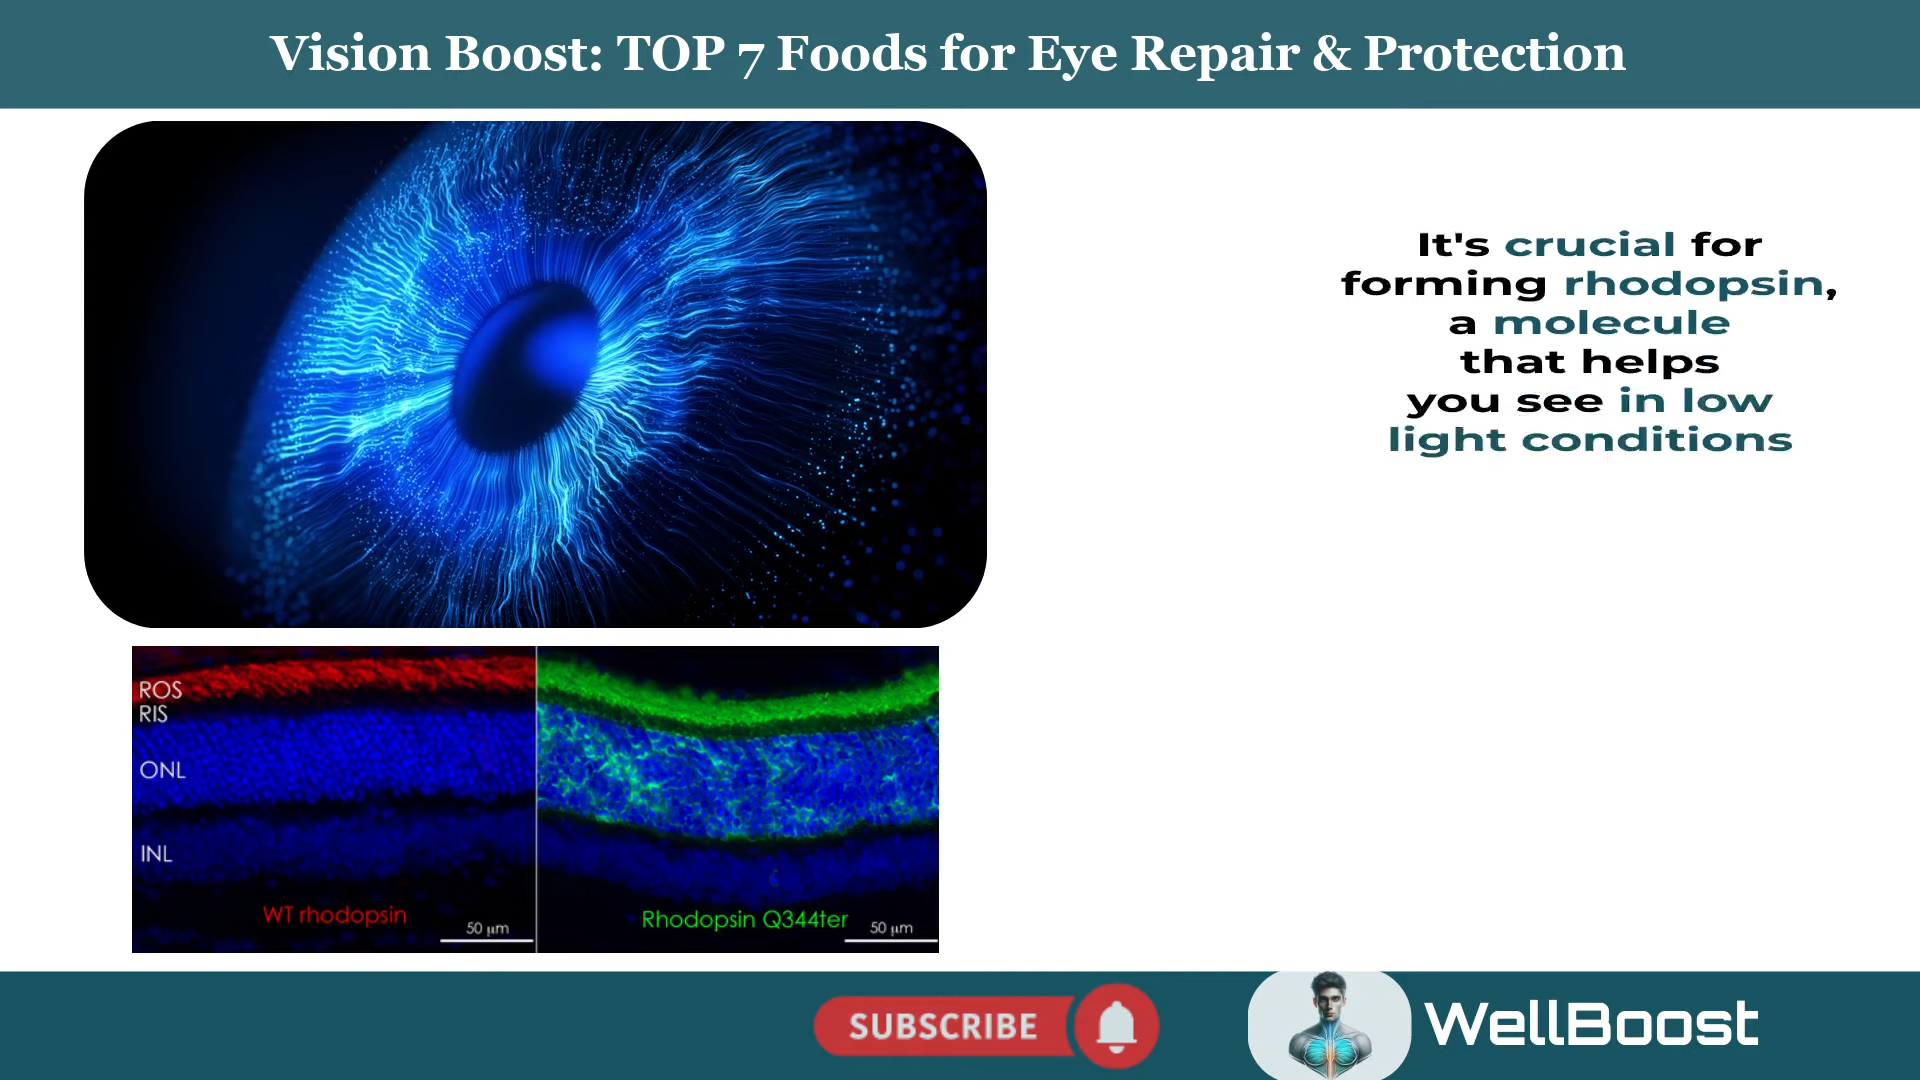 Vision Boost: TOP 7 Foods for Eye Repair & Protection
It's crucial for
forming rhodopsin,
a molecule
that helps
you see in low
light conditions
ROS
RIS
ONL
INL
WT rhodopsin
50 μm
Rhodopsin Q344ter
50 μm
SUBSCRIBE
WellBoost